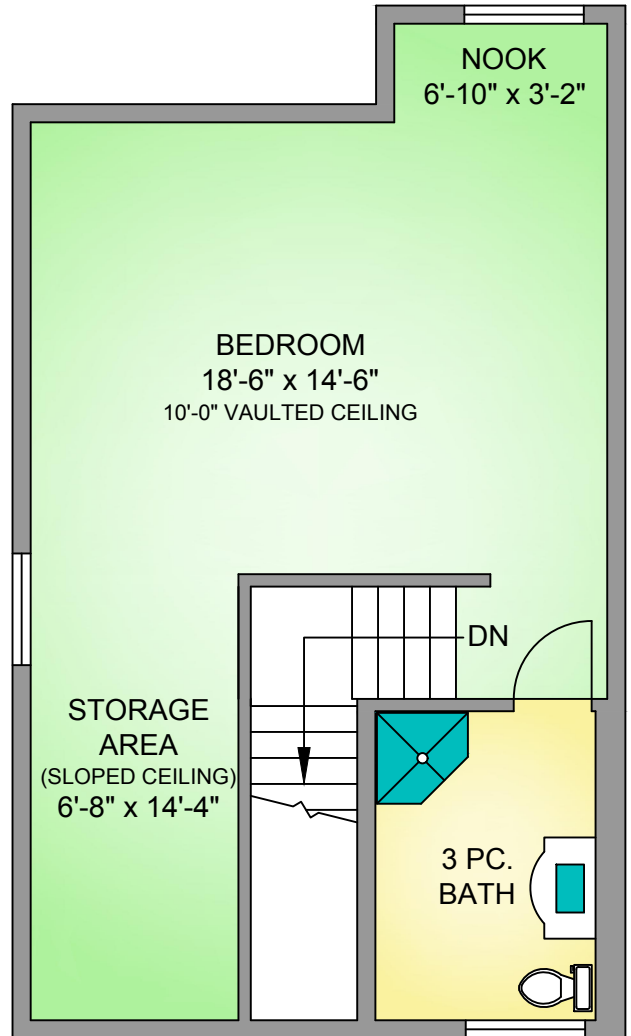 NOOK
6'-10" x 3'-2"
BEDROOM
18'-6" x 14'-6"
10'-0" VAULTED CEILING
DN
STORAGE
AREA
(SLOPED CEILING)
6'-8" x 14'-4"
3 PC.
BATH